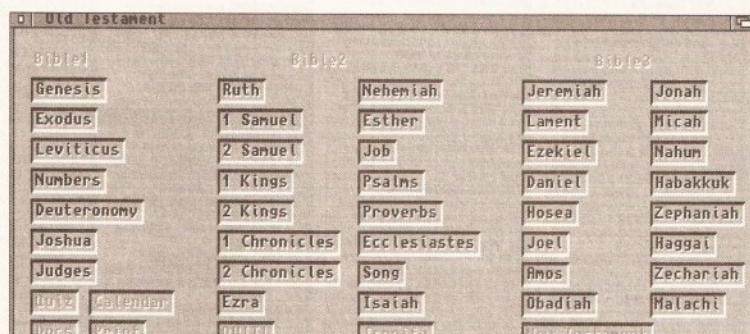 Old Testament
Bible1 Bible2 Bible3
Genesis Ruth Nehemiah Jeremiah Jonah
Exodus 1 Samuel Esther Lament Micah
Leviticus 2 Samuel Job Ezekiel Nahum
Numbers 1 Kings Psalms Daniel Habakkuk
Deuteronomy 2 Kings Proverbs Hosea Zephaniah
Joshua 1 Chronicles Ecclesiastes Joel Haggai
Judges 2 Chronicles Song Amos Zechariah
Quiz Calendar Ezra Isaiah Obadiah Malachi
Docs Print